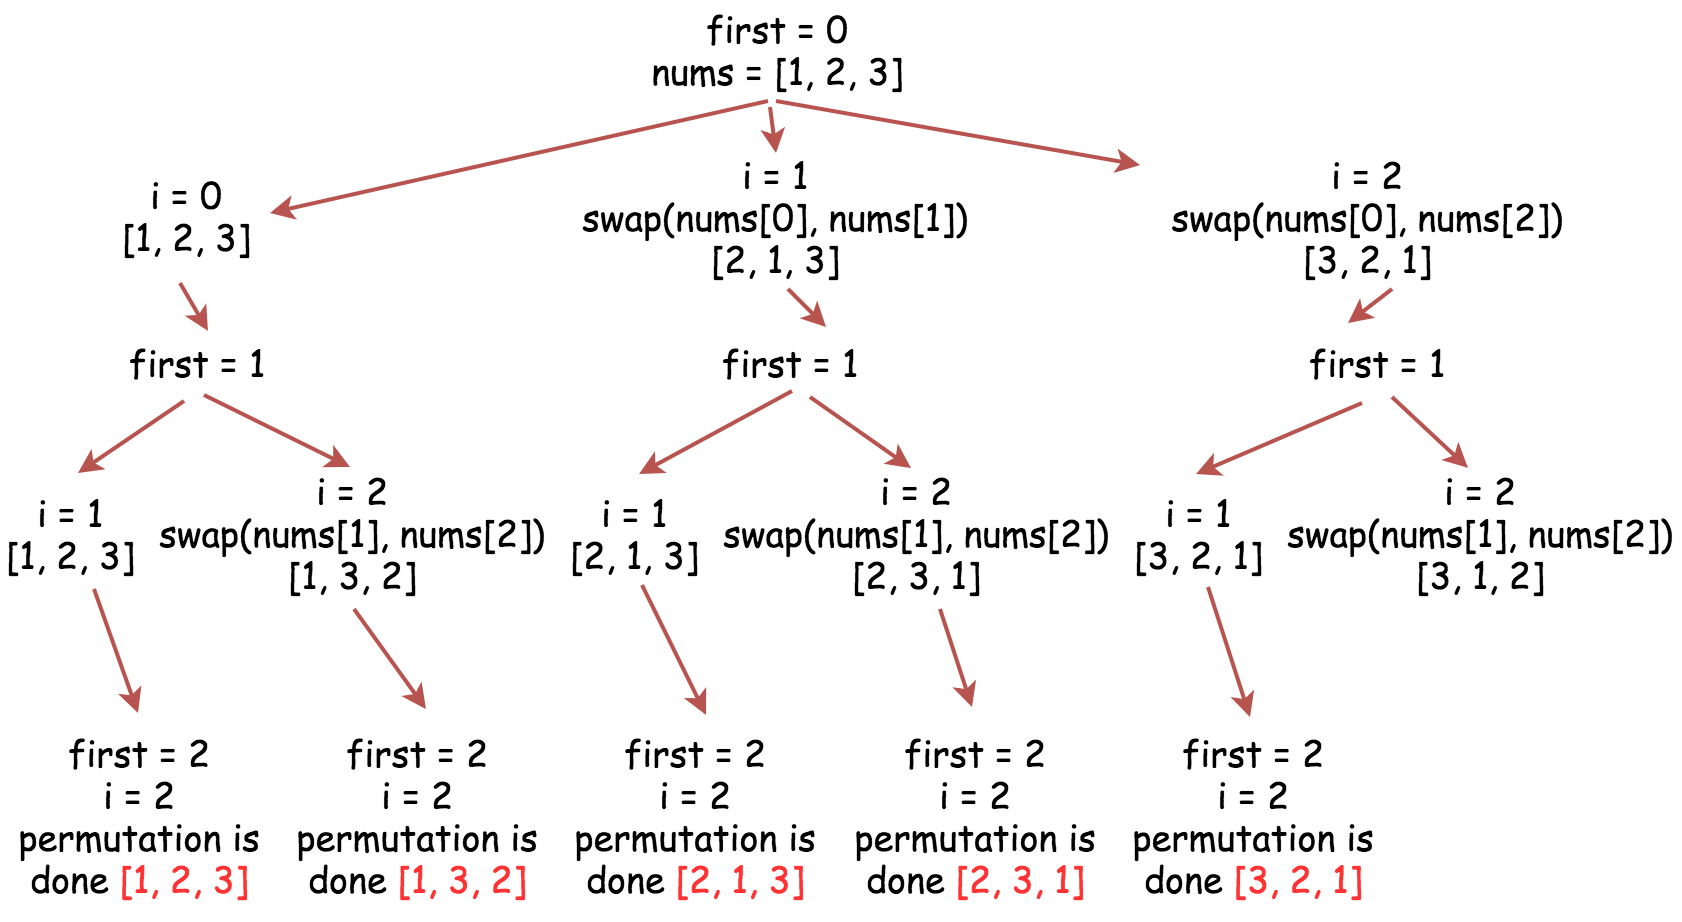 first = 0
nums = [1, 2, 3]
i = 0
[1, 2, 3]
i = 1
swap(nums[0], nums[1])
[2, 1, 3]
i = 2
swap(nums[0], nums[2])
[3, 2, 1]
first = 1
first = 1
first = 1
i = 1
[1, 2, 3]
i = 2
swap(nums[1], nums[2])
[1, 3, 2]
i = 1
[2, 1, 3]
i = 2
swap(nums[1], nums[2])
[2, 3, 1]
i = 1
[3, 2, 1]
i = 2
swap(nums[1], nums[2])
[3, 1, 2]
first = 2
i = 2
permutation is
done [1, 2, 3]
first = 2
i = 2
permutation is
done [1, 3, 2]
first = 2
i = 2
permutation is
done [2, 1, 3]
first = 2
i = 2
permutation is
done [2, 3, 1]
first = 2
i = 2
permutation is
done [3, 2, 1]